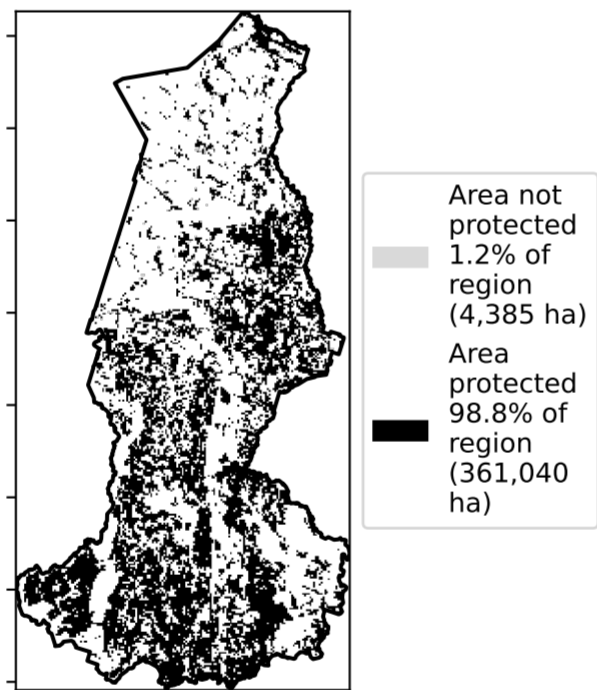 Area not
protected
1.2% of
region
(4,385 ha)
Area
protected
98.8% of
region
(361,040
ha)